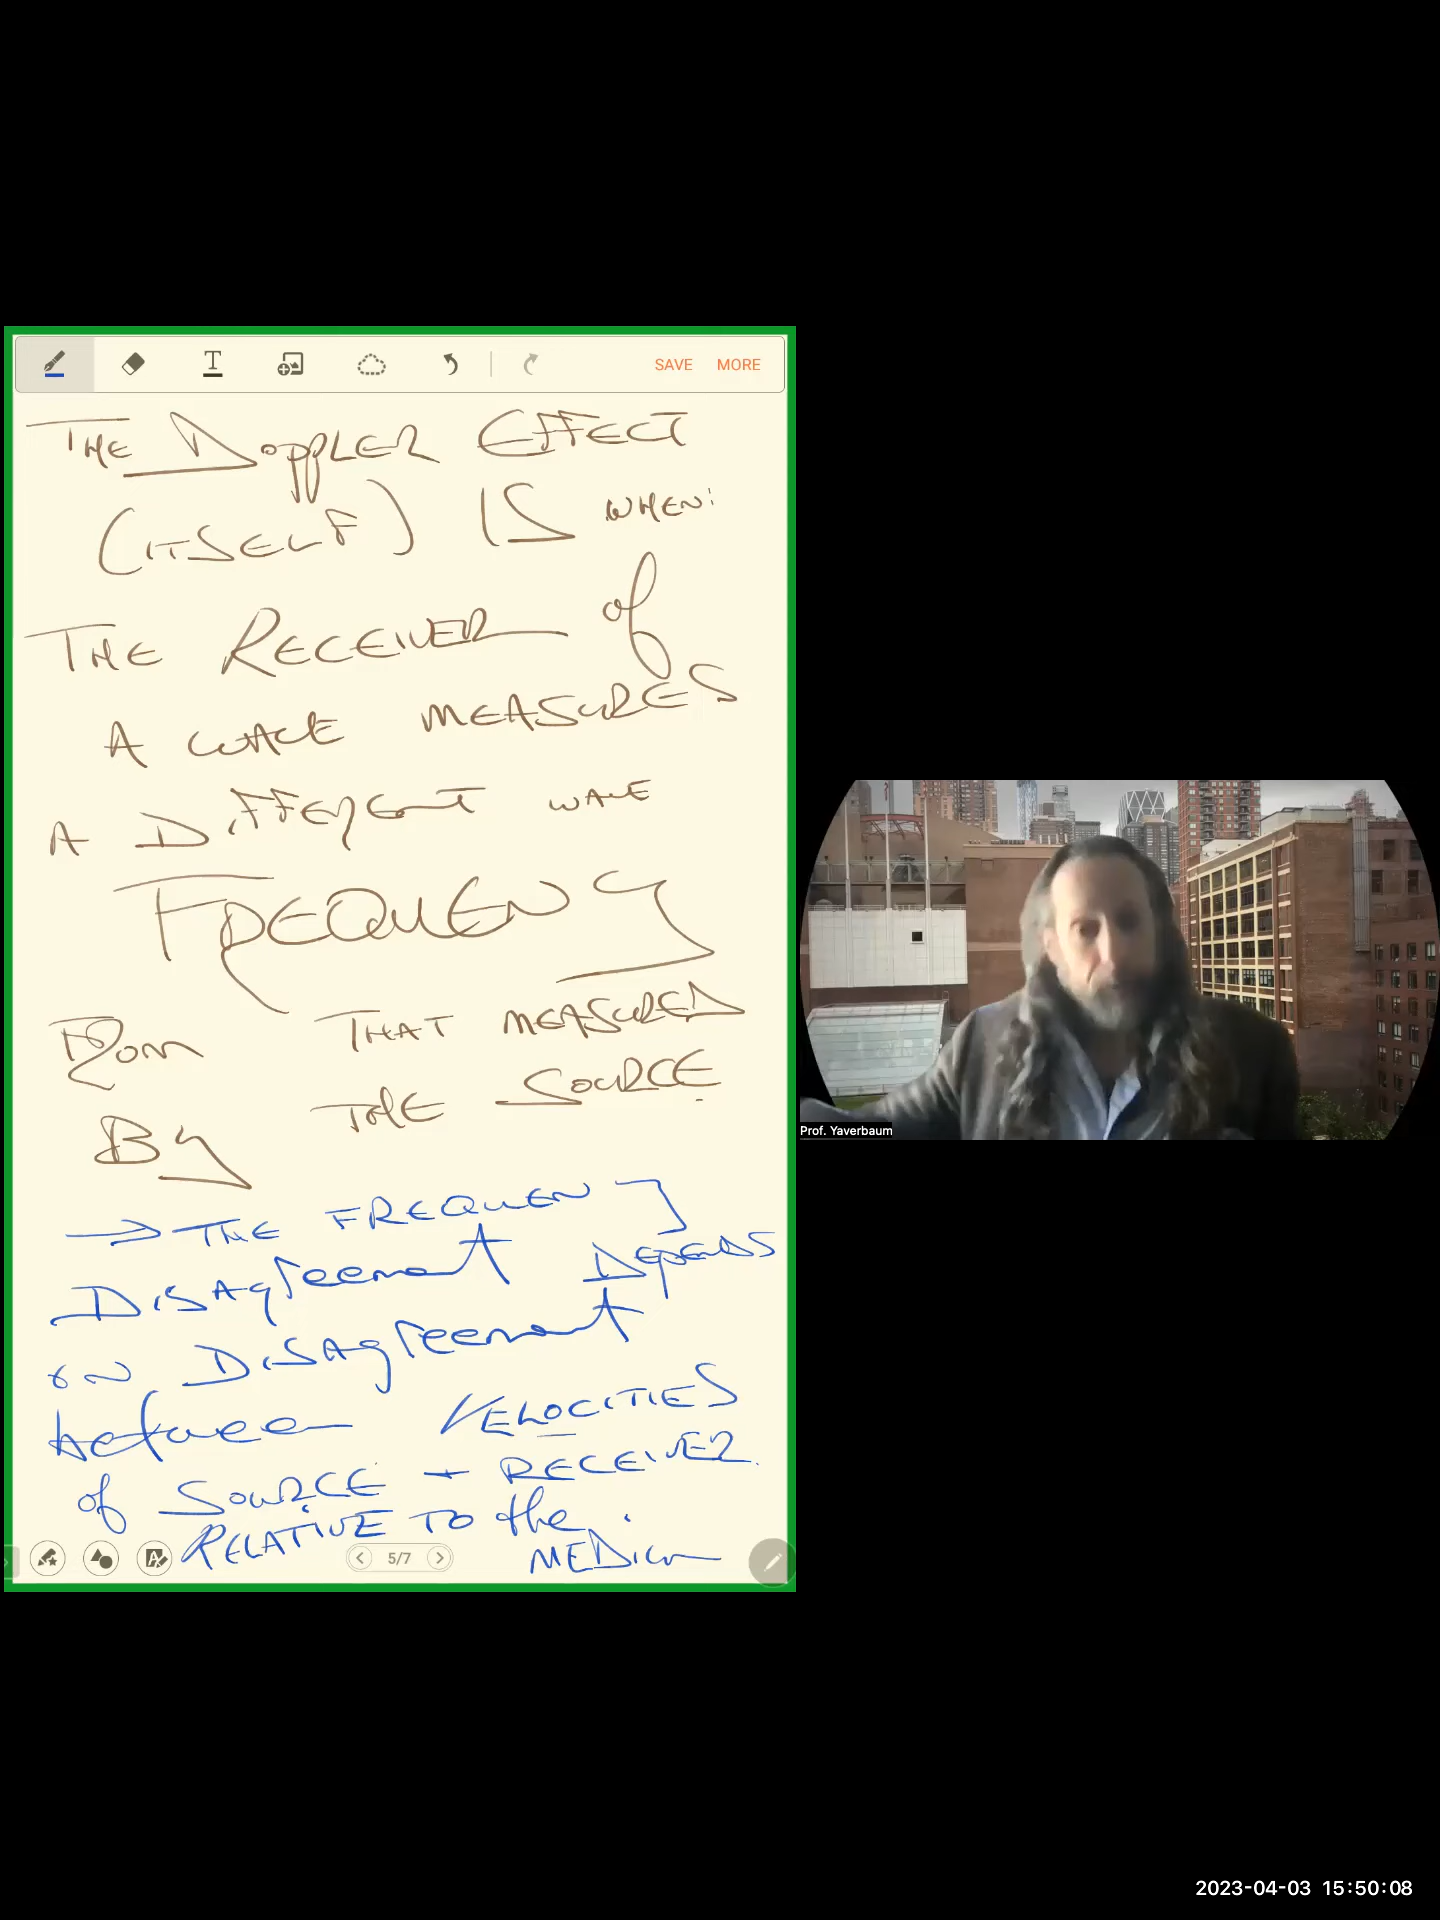 T
SAVE MORE
THE DOPPLER EFFECT
(ITSELF) IS WHEN:
THE RECEIVER of
A WAVE MEASURES
A DIFFERENT WAVE
FREQUENCY
FROM THAT MEASURED
BY THE SOURCE
→ THE FREQUENCY
DISAgreement DEPENDS
ON DISAgreement
between VELOCITIES
of SOURCE + RECEIVER
RELATIVE TO the
MEDIUM
5/7
Prof. Yaverbaum
2023-04-03 15:50:08